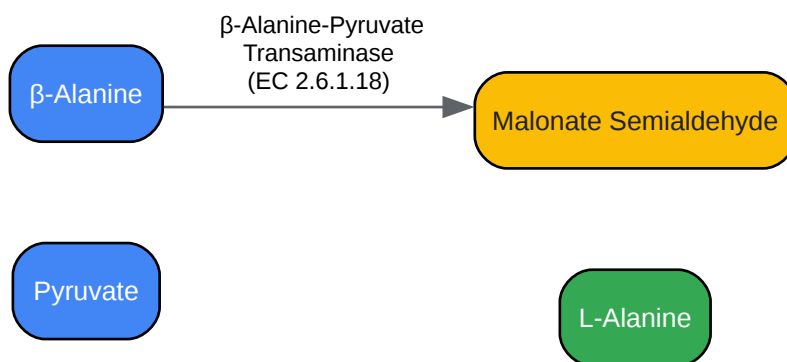 β-Alanine-Pyruvate
Transaminase
(EC 2.6.1.18)
β-Alanine
Malonate Semialdehyde
Pyruvate
L-Alanine